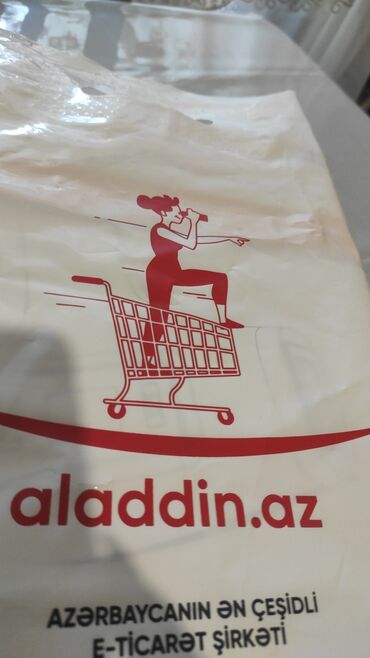 aladdin.az
AZƏRBAYCANIN ƏN ÇEŞİDLİ
E-TİCARƏT ŞİRKƏTİ